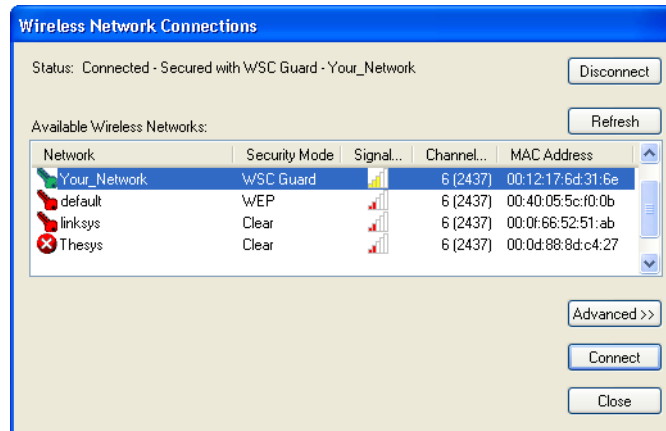 Wireless Network Connections
Status: Connected - Secured with WSC Guard - Your_Network
Disconnect
Refresh
Available Wireless Networks:
Network Security Mode Signal... Channel... MAC Address
Your_Network WSC Guard 6 (2437) 00:12:17:6d:31:6e
default WEP 6 (2437) 00:40:05:5c:f0:0b
linksys Clear 6 (2437) 00:0f:66:52:51:ab
Thesys Clear 6 (2437) 00:0d:88:8d:c4:27
Advanced >>
Connect
Close